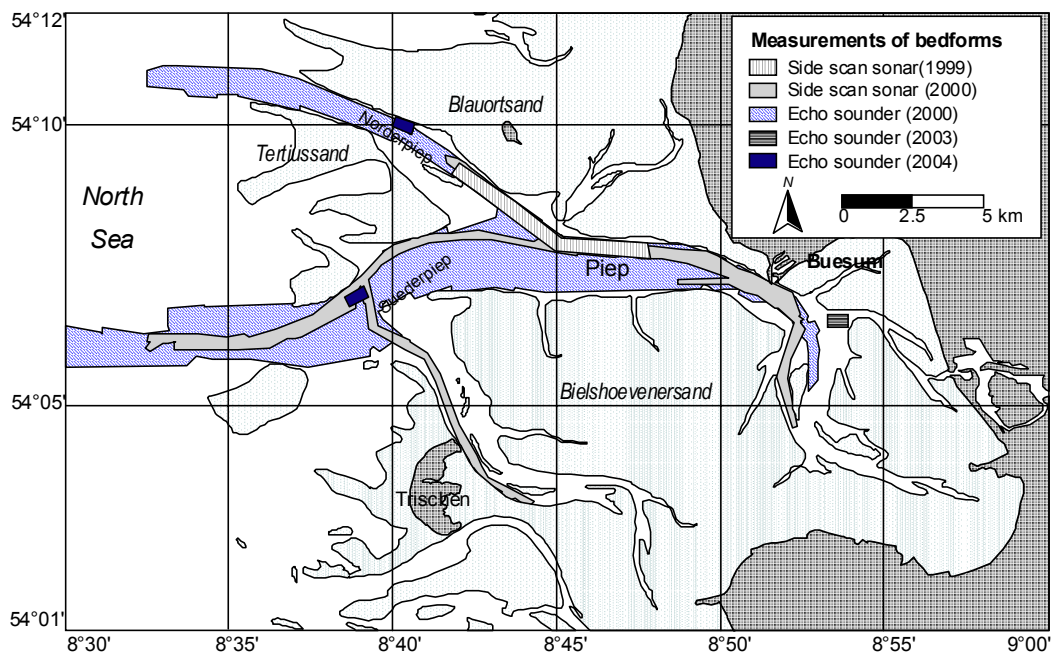 54°12'
54°10'
54°05'
54°01'
8°30'
8°35'
8°40'
8°45'
8°50'
8°55'
9°00'
Measurements of bedforms
Side scan sonar(1999)
Side scan sonar (2000)
Echo sounder (2000)
Echo sounder (2003)
Echo sounder (2004)
N
0
2.5
5 km
Blauortsand
Norderpiep
Tertiussand
North
Sea
Suederpiep
Piep
Buesum
Bielshoevenersand
Trischen